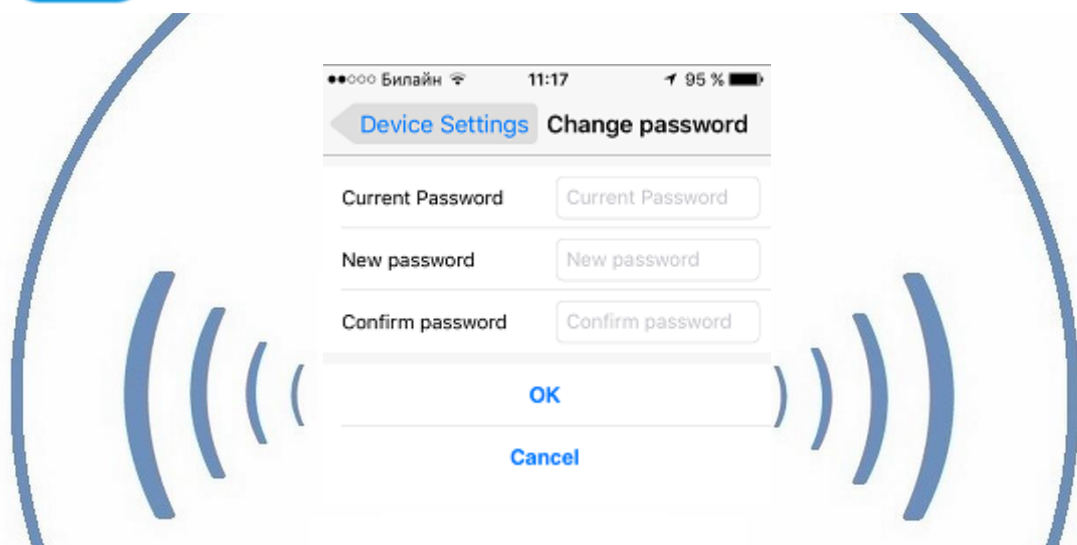 ●●○○○ Билайн 11:17 95 %
Device Settings Change password
Current Password Current Password
New password New password
Confirm password Confirm password
OK
Cancel